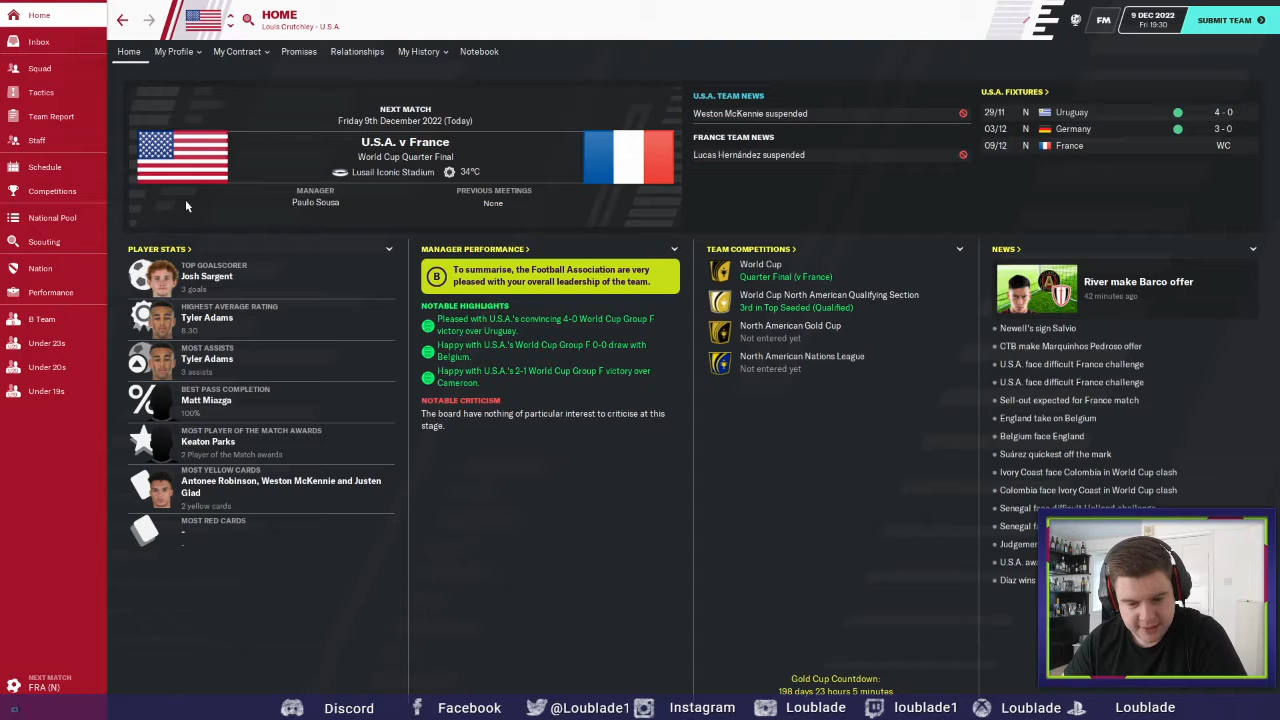 Home
HOME
Louis Crutchley - U.S.A.
FM
9 DEC 2022
Fri 19:30
SUBMIT TEAM
Inbox
Squad
Tactics
Team Report
Staff
Schedule
Competitions
National Pool
Scouting
Nation
Performance
B Team
Under 23s
Under 20s
Under 19s
NEXT MATCH
FRA (N)
Home
My Profile
My Contract
Promises
Relationships
My History
Notebook
NEXT MATCH
Friday 9th December 2022 (Today)
U.S.A. v France
World Cup Quarter Final
Lusail Iconic Stadium 34°C
MANAGER
Paulo Sousa
PREVIOUS MEETINGS
None
U.S.A. TEAM NEWS
Weston McKennie suspended
FRANCE TEAM NEWS
Lucas Hernández suspended
U.S.A. FIXTURES >
29/11 N Uruguay 4 - 0
03/12 N Germany 3 - 0
09/12 N France WC
PLAYER STATS >
TOP GOALSCORER
Josh Sargent
3 goals
HIGHEST AVERAGE RATING
Tyler Adams
8.30
MOST ASSISTS
Tyler Adams
3 assists
BEST PASS COMPLETION
Matt Miazga
100%
MOST PLAYER OF THE MATCH AWARDS
Keaton Parks
2 Player of the Match awards
MOST YELLOW CARDS
Antonee Robinson, Weston McKennie and Justen
Glad
2 yellow cards
MOST RED CARDS
-
-
MANAGER PERFORMANCE >
B
To summarise, the Football Association are very
pleased with your overall leadership of the team.
NOTABLE HIGHLIGHTS
Pleased with U.S.A.'s convincing 4-0 World Cup Group F
victory over Uruguay.
Happy with U.S.A.'s World Cup Group F 0-0 draw with
Belgium.
Happy with U.S.A.'s 2-1 World Cup Group F victory over
Cameroon.
NOTABLE CRITICISM
The board have nothing of particular interest to criticise at this
stage.
TEAM COMPETITIONS >
World Cup
Quarter Final (v France)
World Cup North American Qualifying Section
3rd in Top Seeded (Qualified)
North American Gold Cup
Not entered yet
North American Nations League
Not entered yet
Gold Cup Countdown:
198 days 23 hours 5 minutes
NEWS >
River make Barco offer
42 minutes ago
Newell's sign Salvio
CTB make Marquinhos Pedroso offer
U.S.A. face difficult France challenge
U.S.A. face difficult France challenge
Sell-out expected for France match
England take on Belgium
Belgium face England
Suárez quickest off the mark
Ivory Coast face Colombia in World Cup clash
Colombia face Ivory Coast in World Cup clash
Senegal face difficult Holland challenge
Senegal
Judgement
U.S.A.
Díaz wins
Discord
Facebook
@Loublade1
Instagram
Loublade
loublade1
Loublade
Loublade